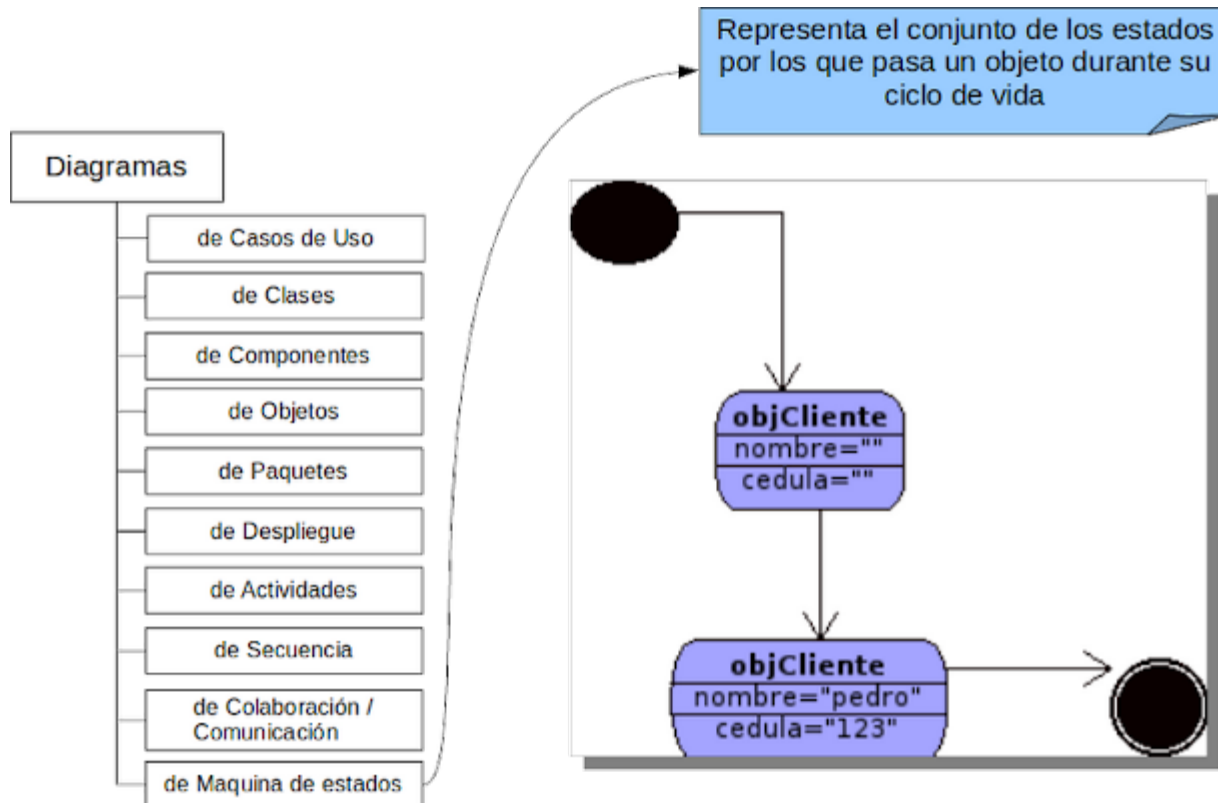 Representa el conjunto de los estados
por los que pasa un objeto durante su
ciclo de vida
Diagramas
de Casos de Uso
de Clases
de Componentes
de Objetos
de Paquetes
de Despliegue
de Actividades
de Secuencia
de Colaboración /
Comunicación
de Maquina de estados
objCliente
nombre=""
cedula=""
objCliente
nombre="pedro"
cedula="123"